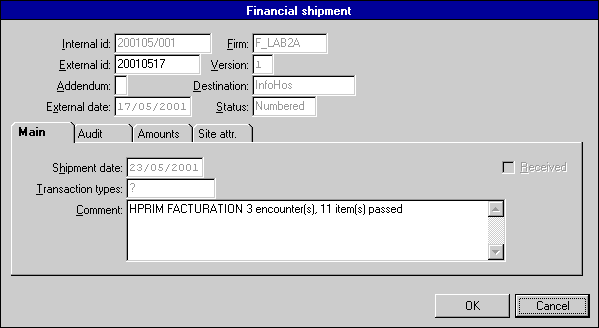 Financial shipment
Internal id: 200105/001 Firm: F_LAB2A
External id: 20010517 Version: 1
Addendum: Destination: InfoHos
External date: 17/05/2001 Status: Numbered
Main Audit Amounts Site attr.
Shipment date: 23/05/2001 Received
Transaction types: ?
Comment: HPRIM FACTURATION 3 encounter(s), 11 item(s) passed
OK Cancel